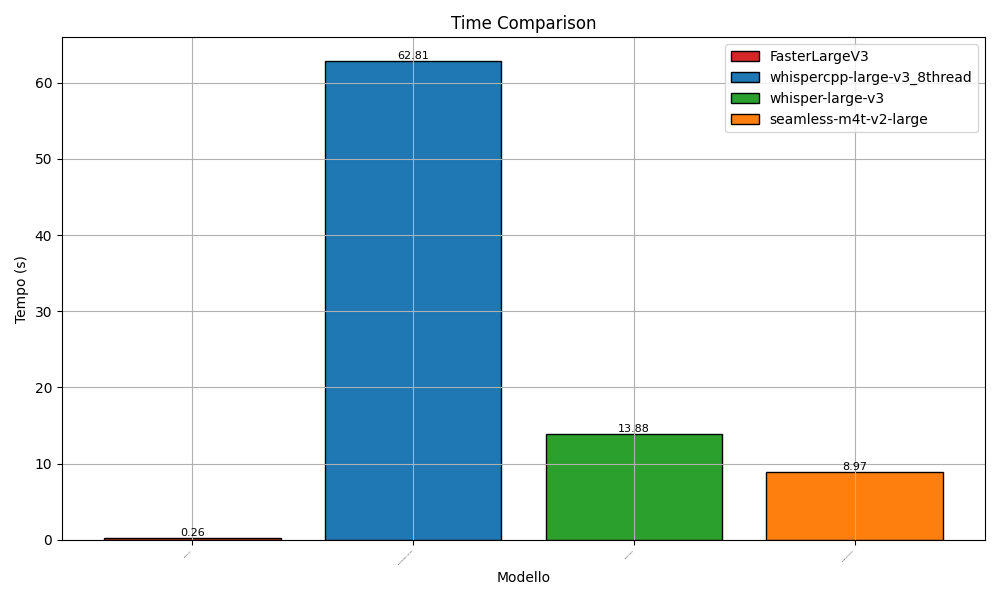 Time Comparison
FasterLargeV3
whispercpp-large-v3_8thread
whisper-large-v3
seamless-m4t-v2-large
Tempo (s)
60
50
40
30
20
10
0
0.26
62.81
13.88
8.97
Modello